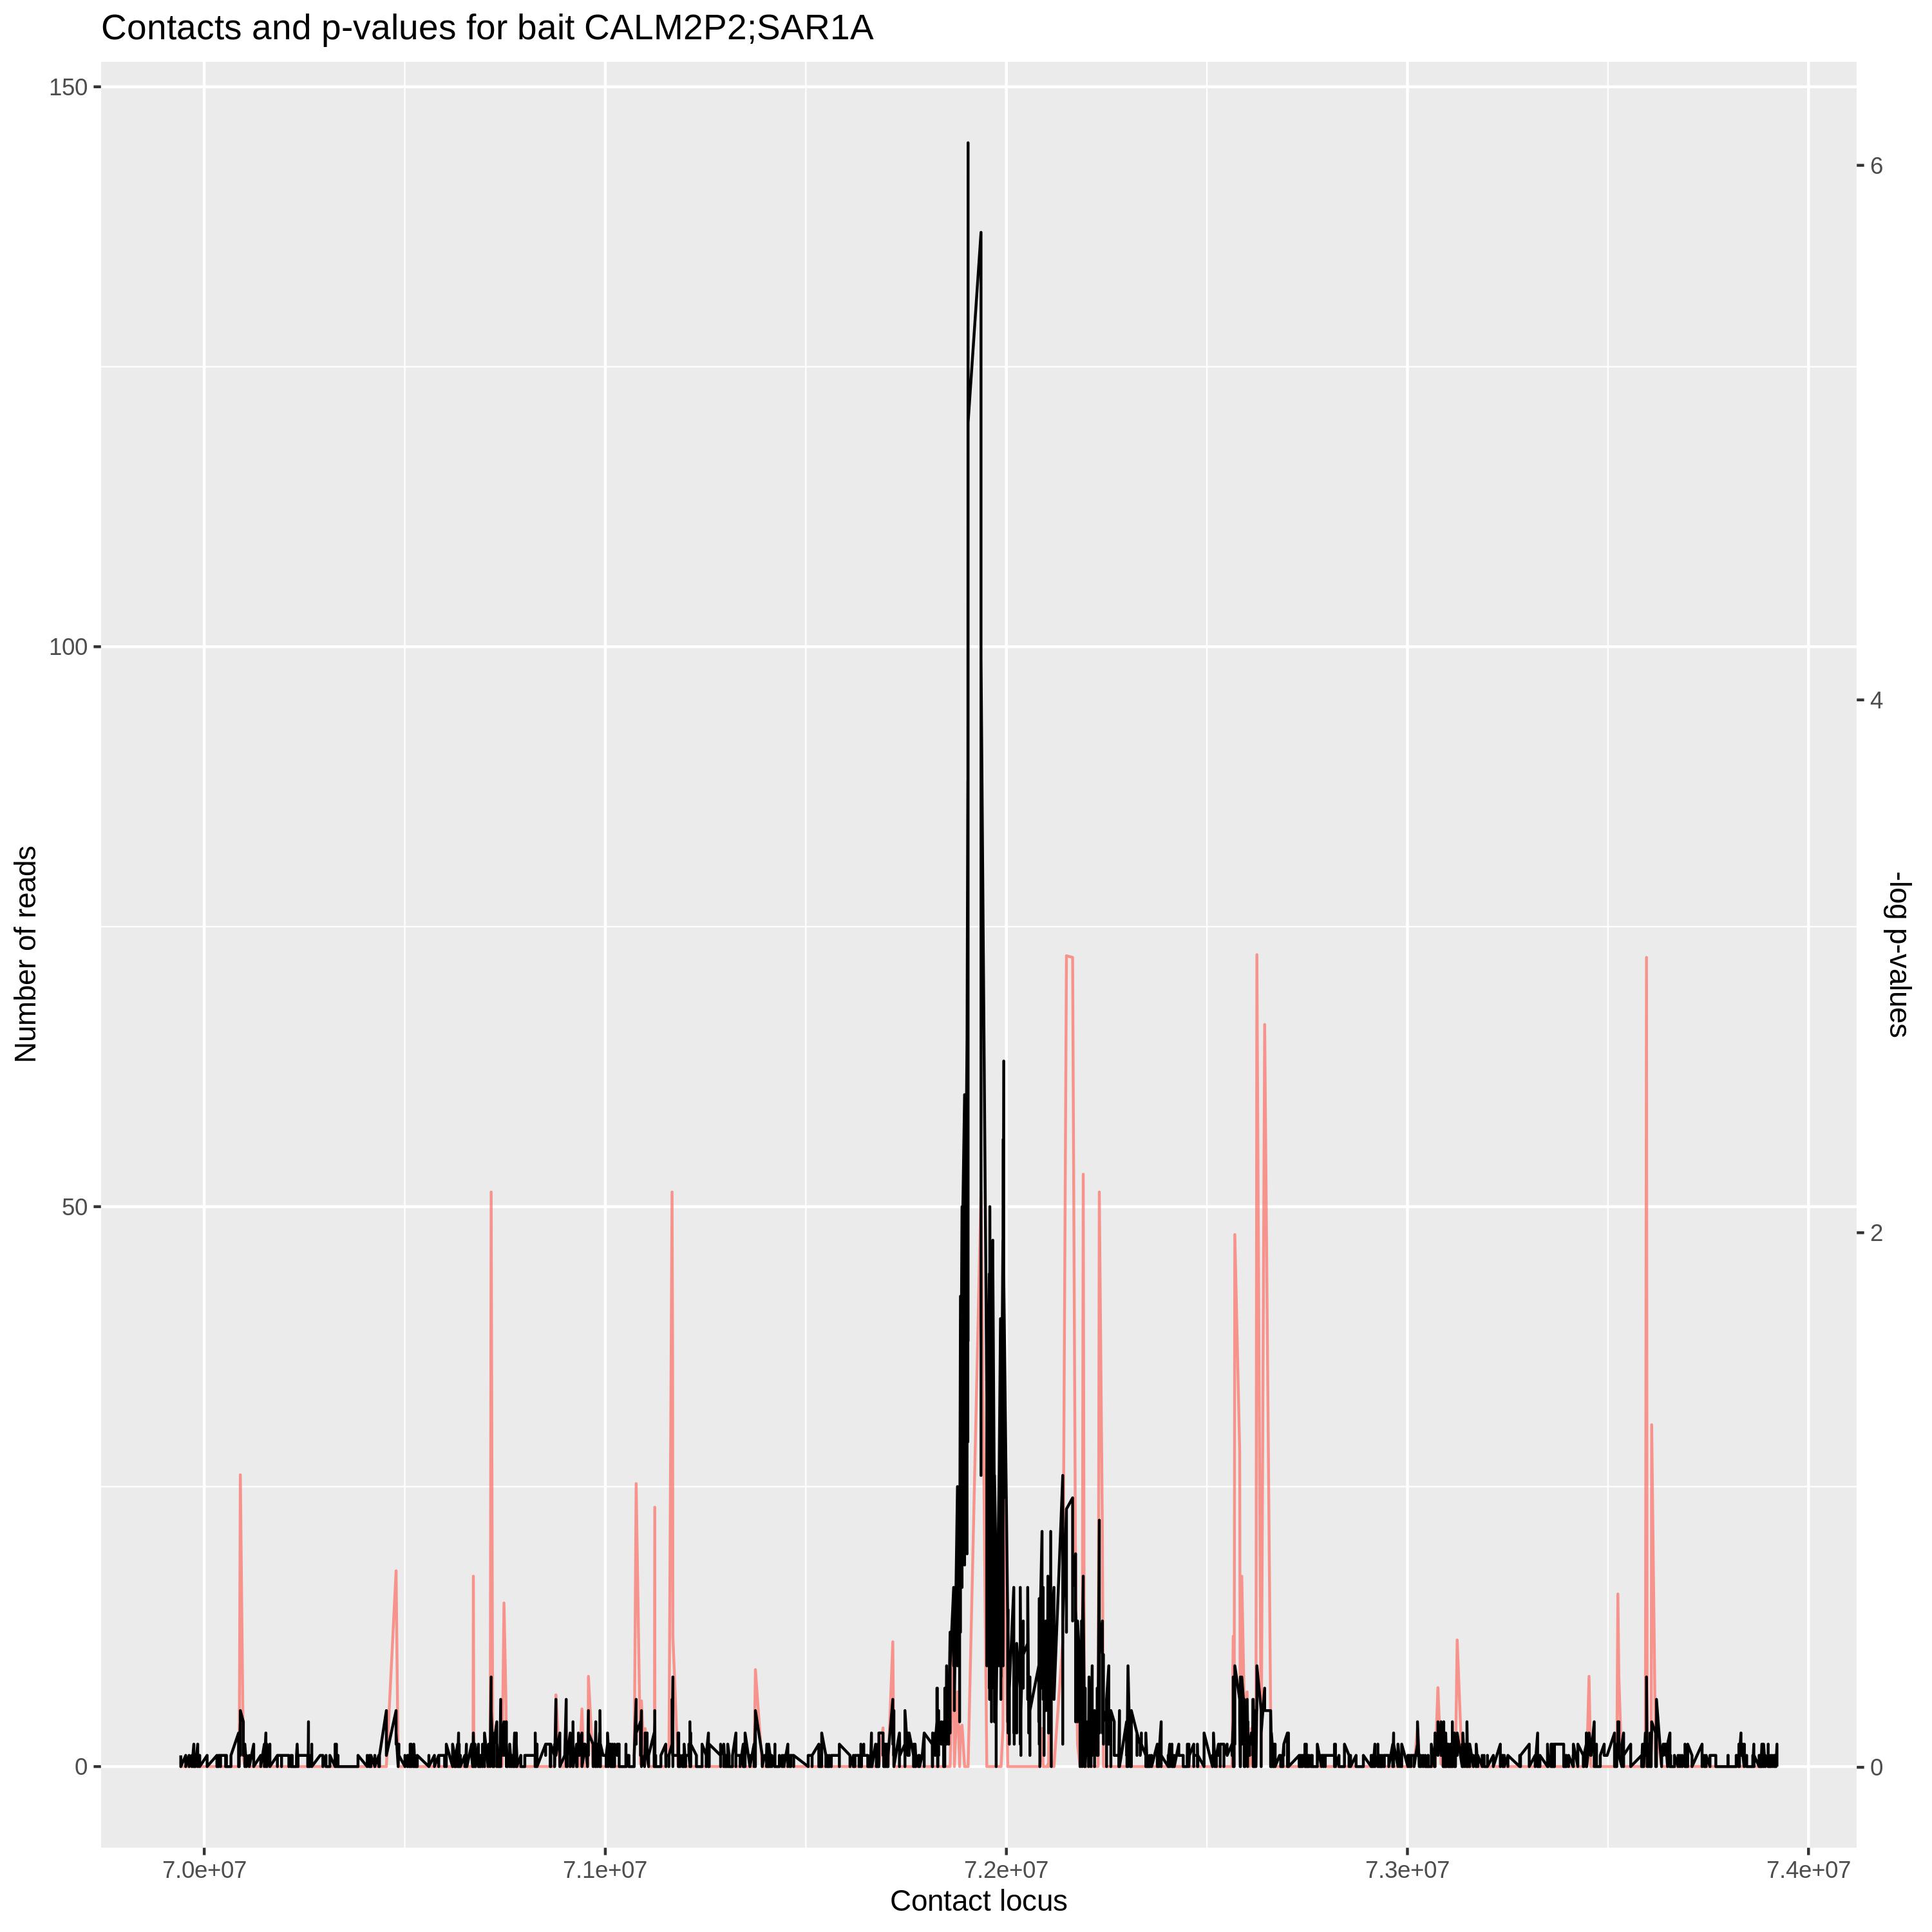 Contacts and p-values for bait CALM2P2;SAR1A
150
100
50
0
Number of reads
6
4
2
0
-log p-values
7.0e+07
7.1e+07
7.2e+07
7.3e+07
7.4e+07
Contact locus